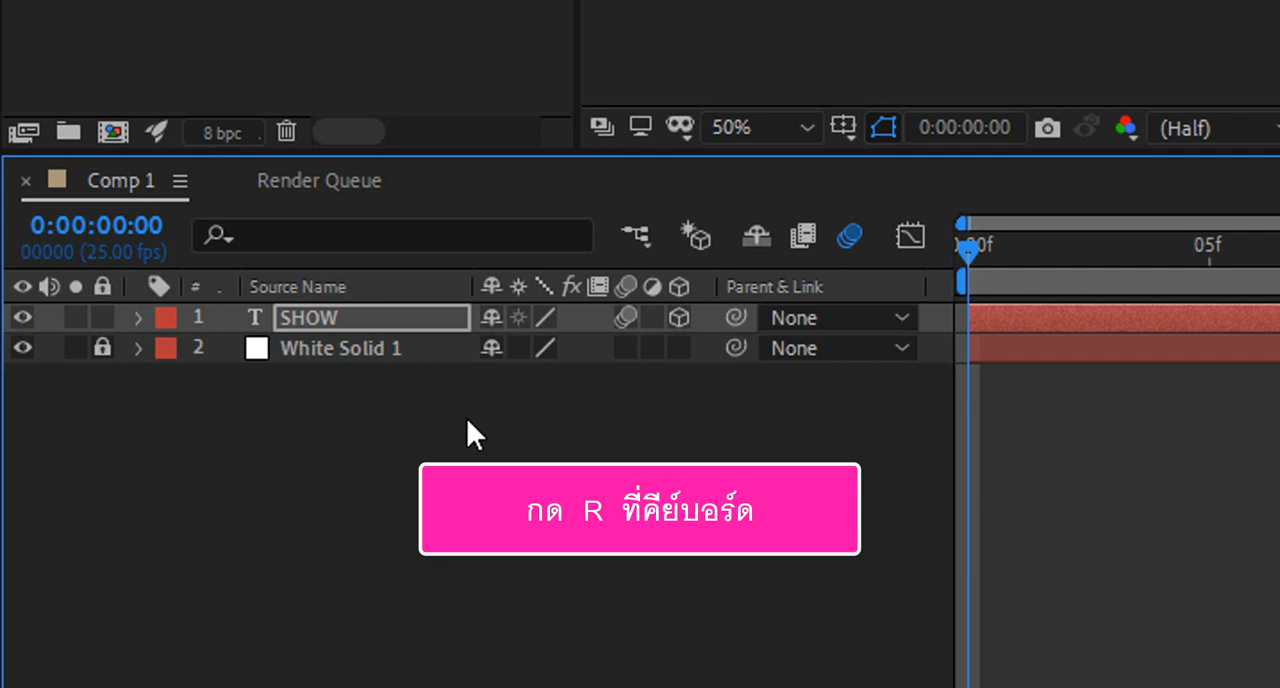 8 bpc
50%
0:00:00:00
(Half)
Comp 1
Render Queue
0:00:00:00
00000 (25.00 fps)
05f
# . Source Name
fx
Parent & Link
1 T SHOW None
2 White Solid 1 None
กด R ที่คีย์บอร์ด